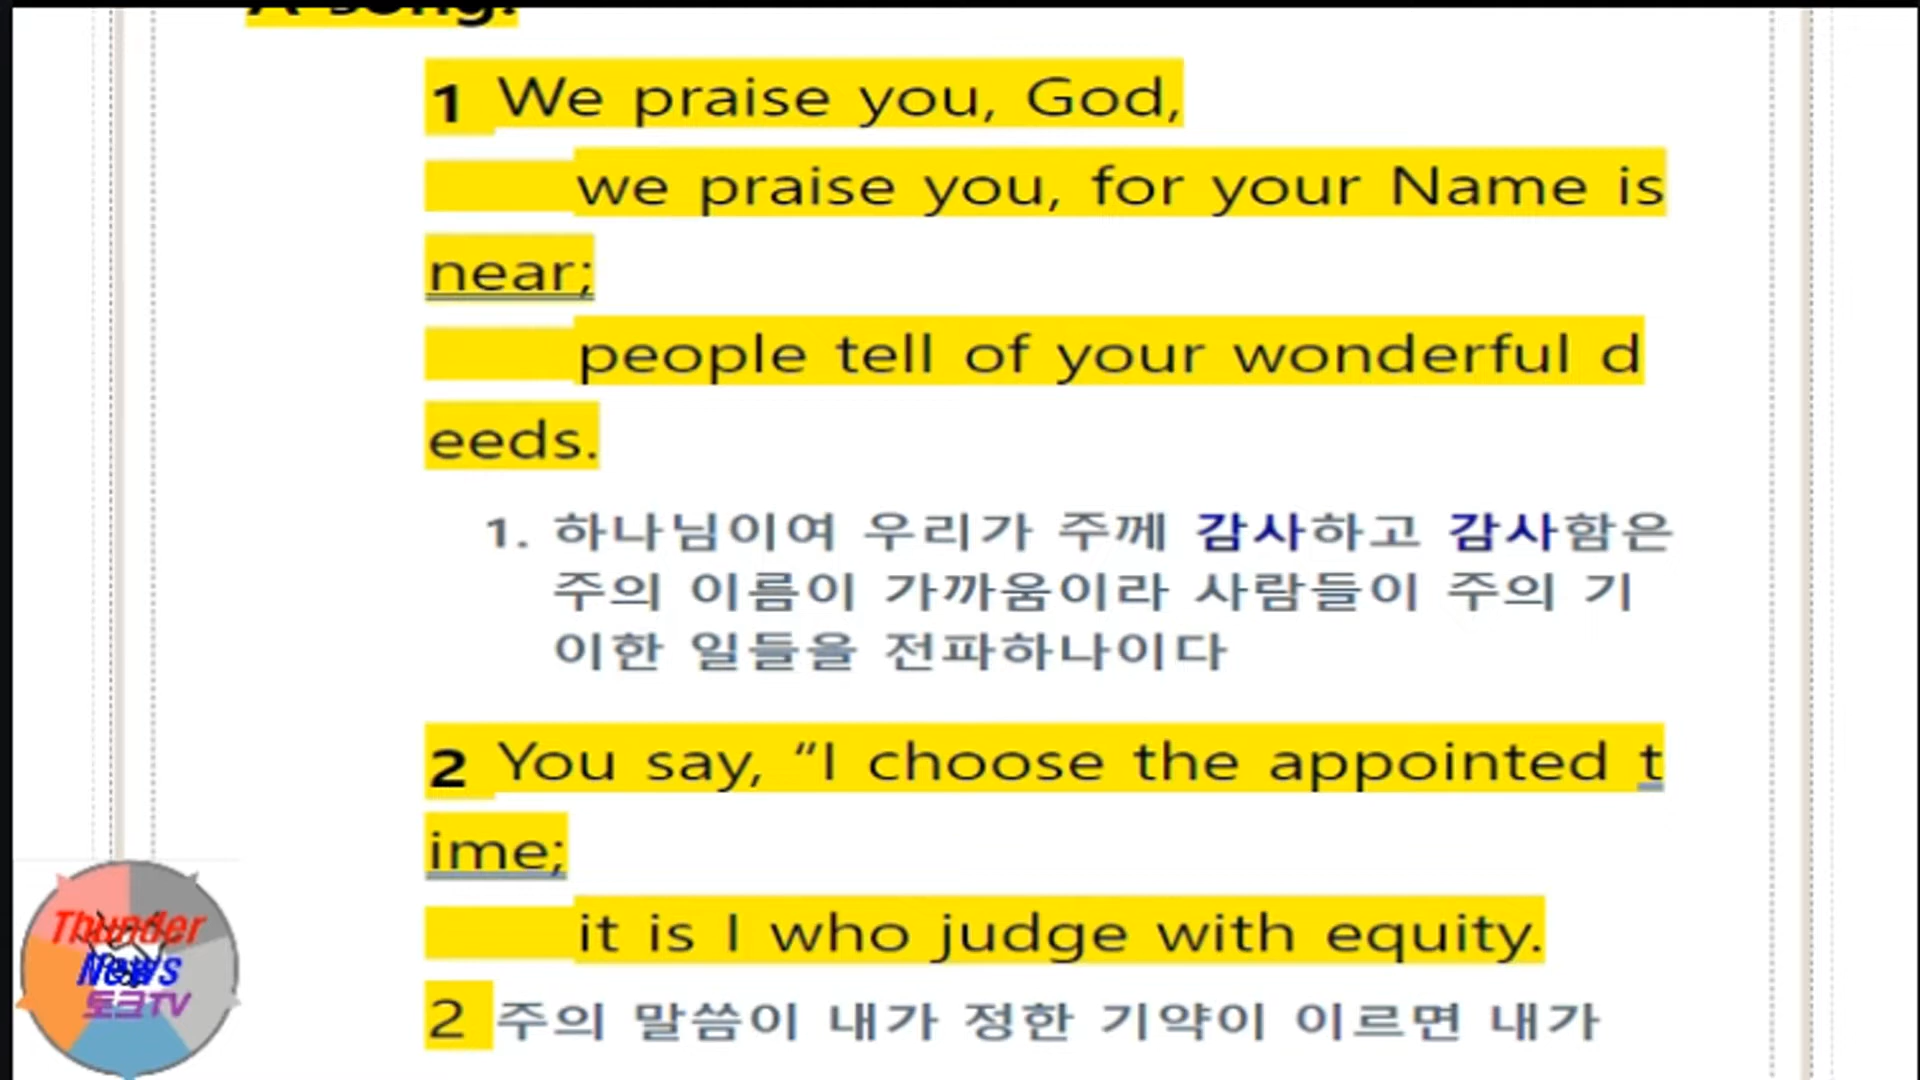 A song.
1 We praise you, God,
we praise you, for your Name is
near;
people tell of your wonderful d
eeds.
1. 하나님이여 우리가 주께 감사하고 감사함은
주의 이름이 가까움이라 사람들이 주의 기
이한 일들을 전파하나이다
2 You say, “I choose the appointed t
ime;
it is I who judge with equity.
2 주의 말씀이 내가 정한 기약이 이르면 내가
Thunder
News
토크TV